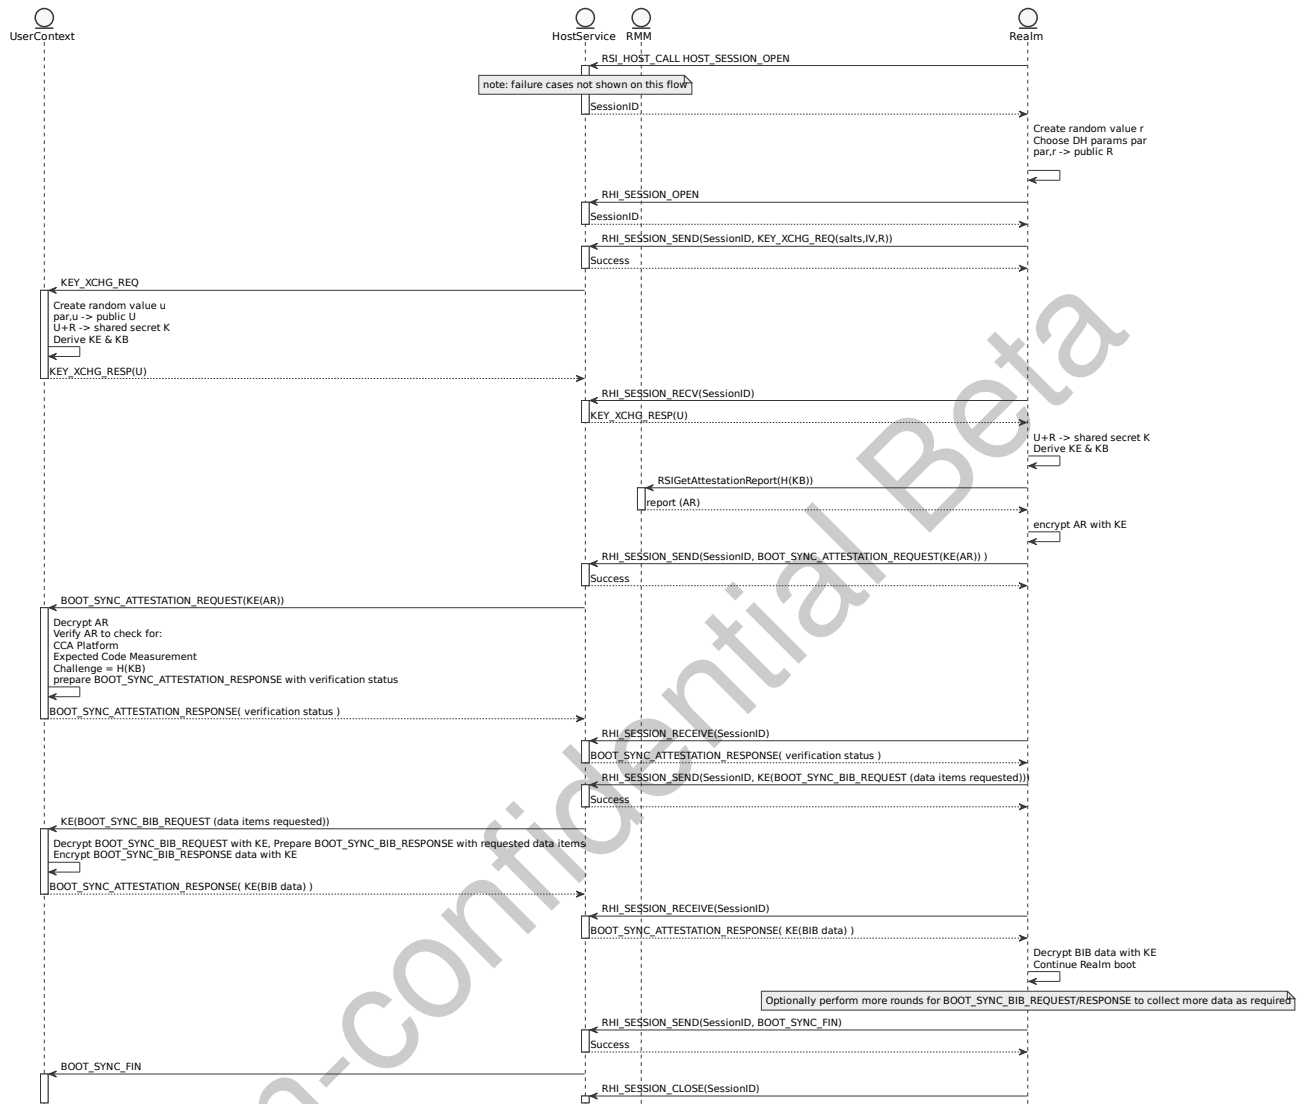 UserContext
HostService
RMM
Realm
RSI_HOST_CALL HOST_SESSION_OPEN
note: failure cases not shown on this flow
SessionID
Create random value r
Choose DH params par
par,r -> public R
RHI_SESSION_OPEN
SessionID
RHI_SESSION_SEND(SessionID, KEY_XCHG_REQ(salts,IV,R))
Success
KEY_XCHG_REQ
Create random value u
par,u -> public U
U+R -> shared secret K
Derive KE & KB
KEY_XCHG_RESP(U)
RHI_SESSION_RECV(SessionID)
KEY_XCHG_RESP(U)
U+R -> shared secret K
Derive KE & KB
RSIGetAttestationReport(H(KB))
report (AR)
encrypt AR with KE
RHI_SESSION_SEND(SessionID, BOOT_SYNC_ATTESTATION_REQUEST(KE(AR)) )
Success
BOOT_SYNC_ATTESTATION_REQUEST(KE(AR))
Decrypt AR
Verify AR to check for:
CCA Platform
Expected Code Measurement
Challenge = H(KB)
prepare BOOT_SYNC_ATTESTATION_RESPONSE with verification status
BOOT_SYNC_ATTESTATION_RESPONSE( verification status )
RHI_SESSION_RECEIVE(SessionID)
BOOT_SYNC_ATTESTATION_RESPONSE( verification status )
RHI_SESSION_SEND(SessionID, KE(BOOT_SYNC_BIB_REQUEST (data items requested)))
Success
KE(BOOT_SYNC_BIB_REQUEST (data items requested))
Decrypt BOOT_SYNC_BIB_REQUEST with KE, Prepare BOOT_SYNC_BIB_RESPONSE with requested data items
Encrypt BOOT_SYNC_BIB_RESPONSE data with KE
BOOT_SYNC_ATTESTATION_RESPONSE( KE(BIB data) )
RHI_SESSION_RECEIVE(SessionID)
BOOT_SYNC_ATTESTATION_RESPONSE( KE(BIB data) )
Decrypt BIB data with KE
Continue Realm boot
Optionally perform more rounds for BOOT_SYNC_BIB_REQUEST/RESPONSE to collect more data as required
RHI_SESSION_SEND(SessionID, BOOT_SYNC_FIN)
Success
BOOT_SYNC_FIN
RHI_SESSION_CLOSE(SessionID)
n-confidential Beta